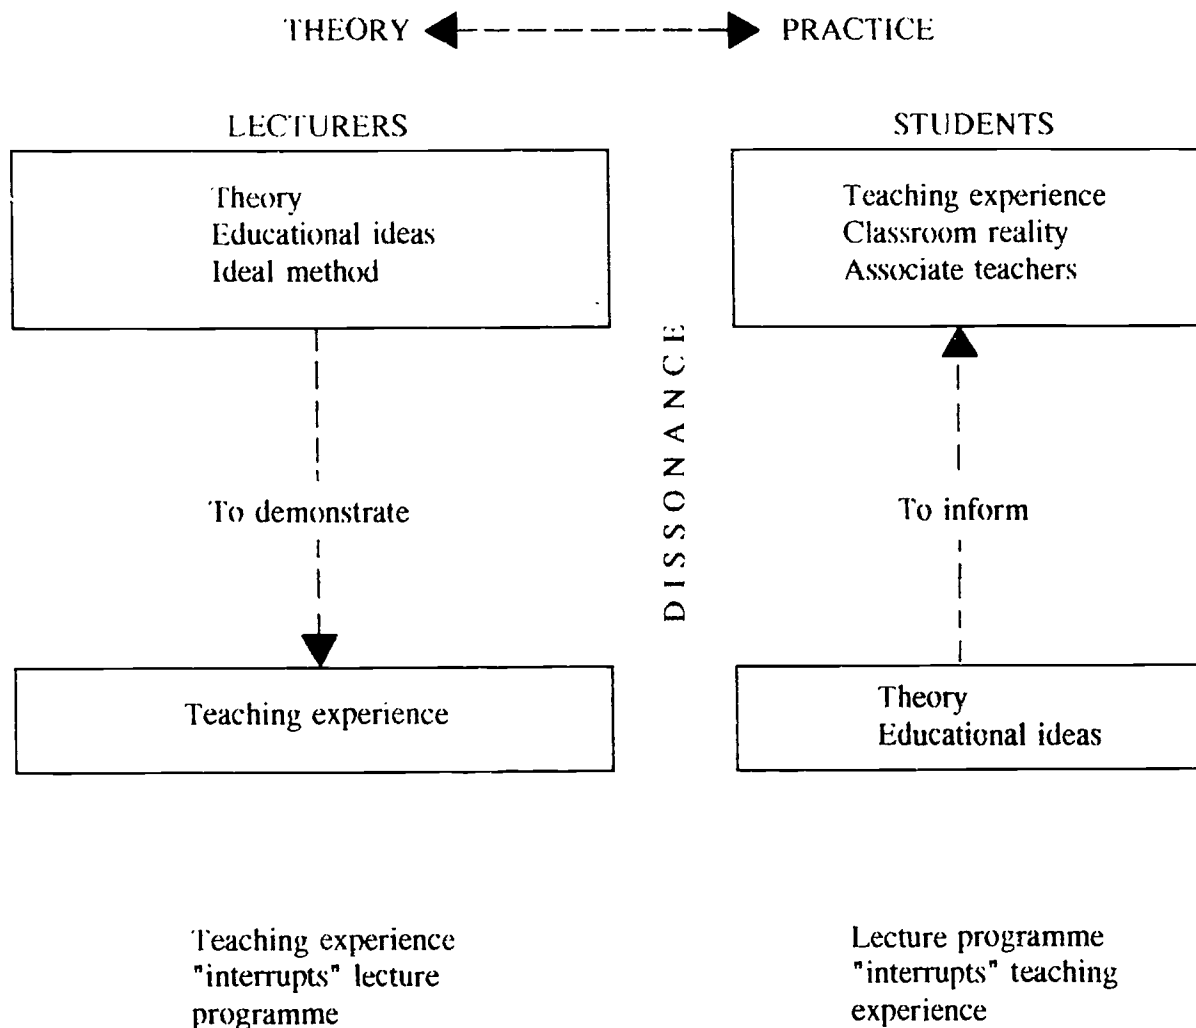 THEORY PRACTICE
LECTURERS
Theory
Educational ideas
Ideal method
To demonstrate
Teaching experience
Teaching experience
"interrupts" lecture
programme
DISSONANCE
STUDENTS
Teaching experience
Classroom reality
Associate teachers
To inform
Theory
Educational ideas
Lecture programme
"interrupts" teaching
experience